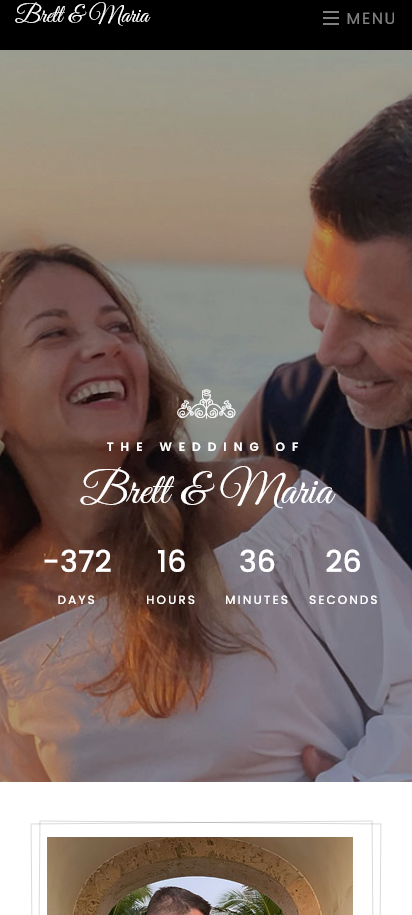 Brett & Maria
MENU
THE WEDDING OF
Brett & Maria
-372 16 36 26
DAYS HOURS MINUTES SECONDS